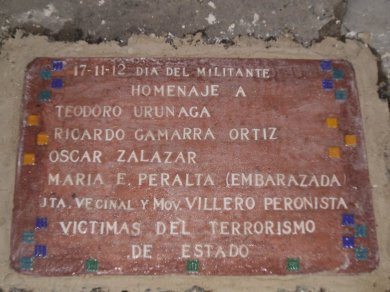 17-11-12 DIA DEL MILITANTE
HOMENAJE A
TEODORO URUNAGA
RICARDO GAMARRA ORTIZ
OSCAR ZALAZAR
MARIA E. PERALTA (EMBARAZADA)
JTA. VECINAL Y MOV. VILLERO PERONISTA
VICTIMAS DEL TERRORISMO
DE ESTADO